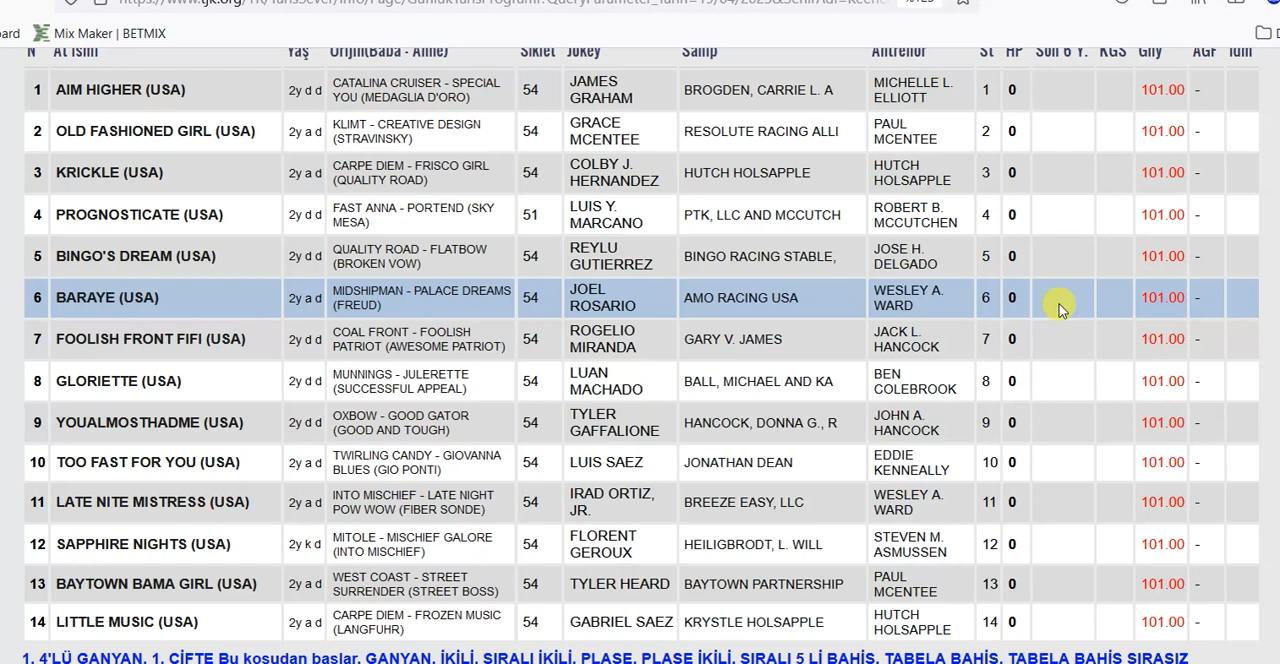 ard Mix Maker | BETMIX
N At İsmi Yaş Orijin(Baba - Anne) Sıklet Jokey Sahip Antrenör St HP Son 6 Y. KGS Gny AGF
1 AIM HIGHER (USA) 2y d d CATALINA CRUISER - SPECIAL YOU (MEDAGLIA D'ORO) 54 JAMES GRAHAM BROGDEN, CARRIE L. A MICHELLE L. ELLIOTT 1 0 101.00 -
2 OLD FASHIONED GIRL (USA) 2y a d KLIMT - CREATIVE DESIGN (STRAVINSKY) 54 GRACE MCENTEE RESOLUTE RACING ALLI PAUL MCENTEE 2 0 101.00 -
3 KRICKLE (USA) 2y a d CARPE DIEM - FRISCO GIRL (QUALITY ROAD) 54 COLBY J. HERNANDEZ HUTCH HOLSAPPLE HUTCH HOLSAPPLE 3 0 101.00 -
4 PROGNOSTICATE (USA) 2y d d FAST ANNA - PORTEND (SKY MESA) 51 LUIS Y. MARCANO PTK, LLC AND MCCUTCH ROBERT B. MCCUTCHEN 4 0 101.00 -
5 BINGO'S DREAM (USA) 2y d d QUALITY ROAD - FLATBOW (BROKEN VOW) 54 REYLU GUTIERREZ BINGO RACING STABLE, JOSE H. DELGADO 5 0 101.00 -
6 BARAYE (USA) 2y a d MIDSHIPMAN - PALACE DREAMS (FREUD) 54 JOEL ROSARIO AMO RACING USA WESLEY A. WARD 6 0 101.00 -
7 FOOLISH FRONT FIFI (USA) 2y d d COAL FRONT - FOOLISH PATRIOT (AWESOME PATRIOT) 54 ROGELIO MIRANDA GARY V. JAMES JACK L. HANCOCK 7 0 101.00 -
8 GLORIETTE (USA) 2y d d MUNNINGS - JULERETTE (SUCCESSFUL APPEAL) 54 LUAN MACHADO BALL, MICHAEL AND KA BEN COLEBROOK 8 0 101.00 -
9 YOUALMOSTHADME (USA) 2y d d OXBOW - GOOD GATOR (GOOD AND TOUGH) 54 TYLER GAFFALIONE HANCOCK, DONNA G., R JOHN A. HANCOCK 9 0 101.00 -
10 TOO FAST FOR YOU (USA) 2y a d TWIRLING CANDY - GIOVANNA BLUES (GIO PONTI) 54 LUIS SAEZ JONATHAN DEAN EDDIE KENNEALLY 10 0 101.00 -
11 LATE NITE MISTRESS (USA) 2y a d INTO MISCHIEF - LATE NIGHT POW WOW (FIBER SONDE) 54 IRAD ORTIZ, JR. BREEZE EASY, LLC WESLEY A. WARD 11 0 101.00 -
12 SAPPHIRE NIGHTS (USA) 2y k d MITOLE - MISCHIEF GALORE (INTO MISCHIEF) 54 FLORENT GEROUX HEILIGBRODT, L. WILL STEVEN M. ASMUSSEN 12 0 101.00 -
13 BAYTOWN BAMA GIRL (USA) 2y a d WEST COAST - STREET SURRENDER (STREET BOSS) 54 TYLER HEARD BAYTOWN PARTNERSHIP PAUL MCENTEE 13 0 101.00 -
14 LITTLE MUSIC (USA) 2y a d CARPE DIEM - FROZEN MUSIC (LANGFUHR) 54 GABRIEL SAEZ KRYSTLE HOLSAPPLE HUTCH HOLSAPPLE 14 0 101.00 -
1. 4'LÜ GANYAN, 1. ÇİFTE Bu koşudan başlar. GANYAN, İKİLİ, SIRALI İKİLİ, PLASE, PLASE İKİLİ, SIRALI 5 Lİ BAHİS, TABELA BAHİS, TABELA BAHİS SIRASIZ